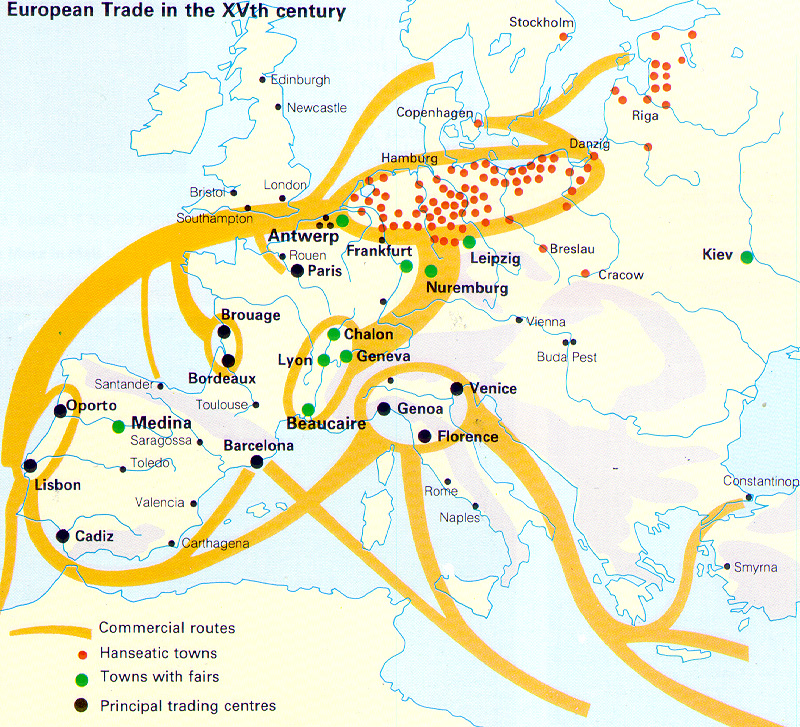 European Trade in the XVth century
Stockholm
Edinburgh
Newcastle
Copenhagen
Riga
Danzig
Hamburg
London
Bristol
Southampton
Antwerp
Rouen
Paris
Frankfurt
Leipzig
Breslau
Kiev
Cracow
Nuremburg
Brouage
Vienna
Chalon
Buda Pest
Lyon
Geneva
Bordeaux
Santander
Venice
Oporto
Toulouse
Genoa
Medina
Beaucaire
Florence
Saragossa
Barcelona
Toledo
Lisbon
Rome
Constantinop
Valencia
Naples
Cadiz
Carthagena
Smyrna
Commercial routes
Hanseatic towns
Towns with fairs
Principal trading centres